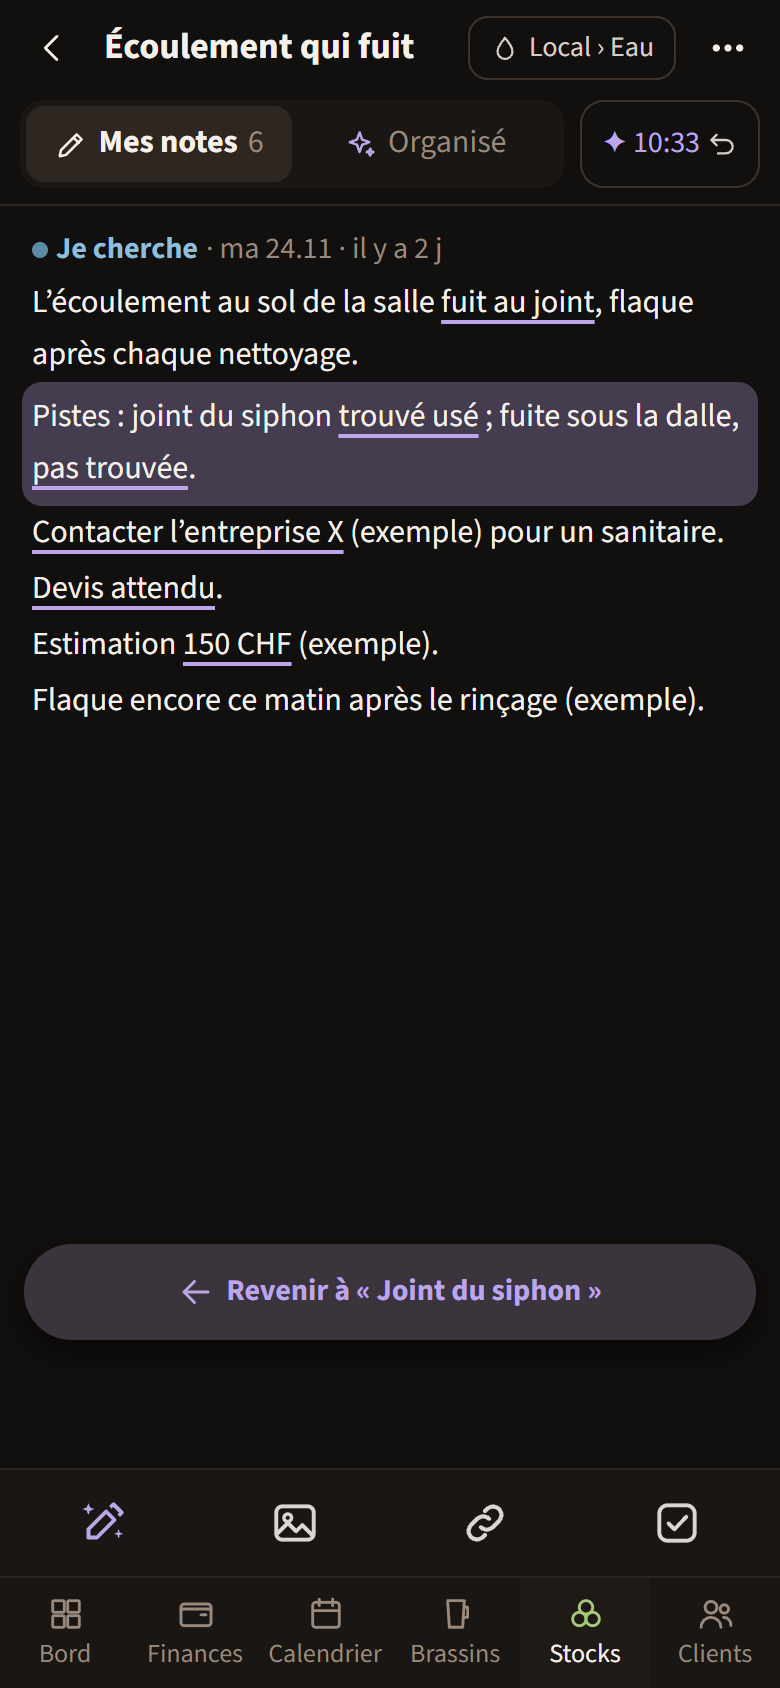 Écoulement qui fuit
Local › Eau
Mes notes 6
Organisé
10:33
Je cherche · ma 24.11 · il y a 2 j
L’écoulement au sol de la salle fuit au joint, flaque
après chaque nettoyage.
Pistes : joint du siphon trouvé usé ; fuite sous la dalle,
pas trouvée.
Contacter l’entreprise X (exemple) pour un sanitaire.
Devis attendu.
Estimation 150 CHF (exemple).
Flaque encore ce matin après le rinçage (exemple).
Revenir à « Joint du siphon »
Bord
Finances
Calendrier
Brassins
Stocks
Clients